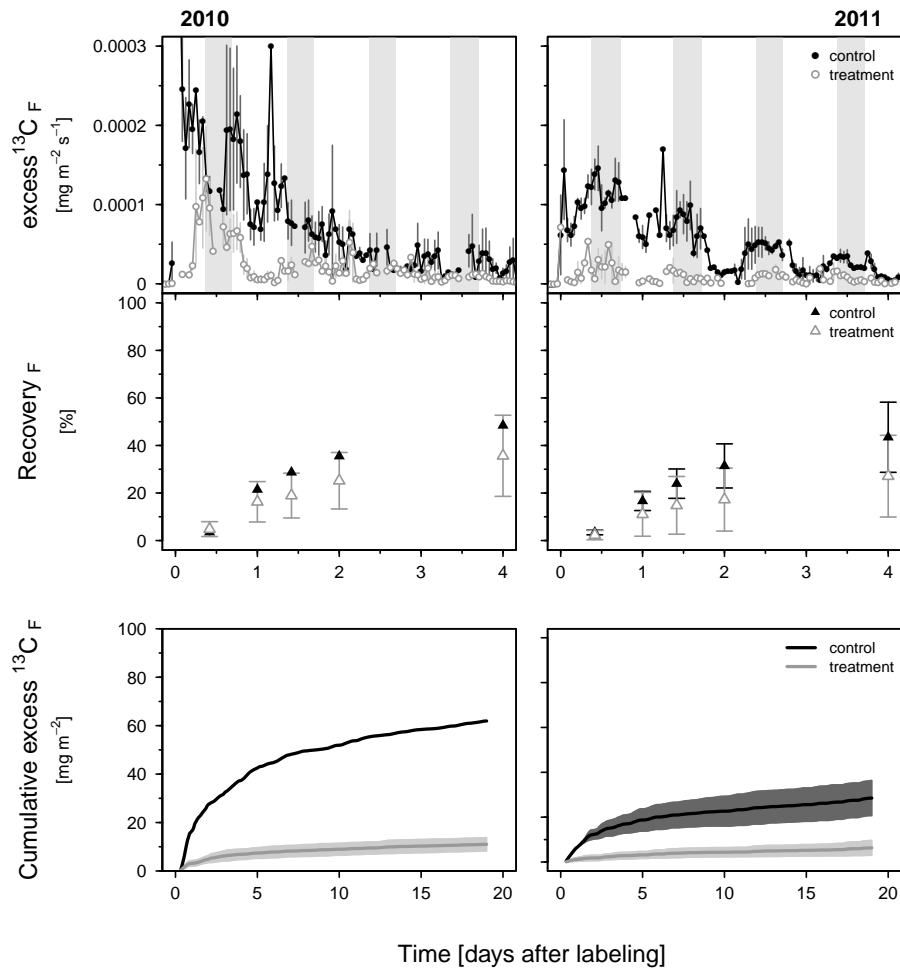 2010
2011
0.0003
0.0002
0.0001
0
excess¹³C F
[mg m⁻² s⁻¹]
control
treatment
100
80
60
40
20
0
Recovery F
[%]
control
treatment
0 1 2 3 4
0 1 2 3 4
100
80
60
40
20
0
Cumulative excess ¹³C F
[mg m⁻²]
control
treatment
0 5 10 15 20
0 5 10 15 20
Time [days after labeling]